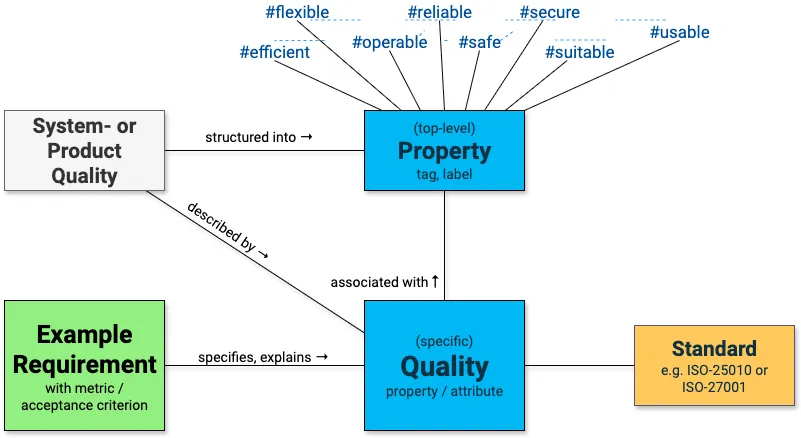 #flexible
#reliable
#secure
#efficient
#operable
#safe
#suitable
#usable
System- or
Product
Quality
structured into →
(top-level)
Property
tag, label
described by →
associated with ↑
Example
Requirement
with metric /
acceptance criterion
specifies, explains →
(specific)
Quality
property / attribute
Standard
e.g. ISO-25010 or
ISO-27001